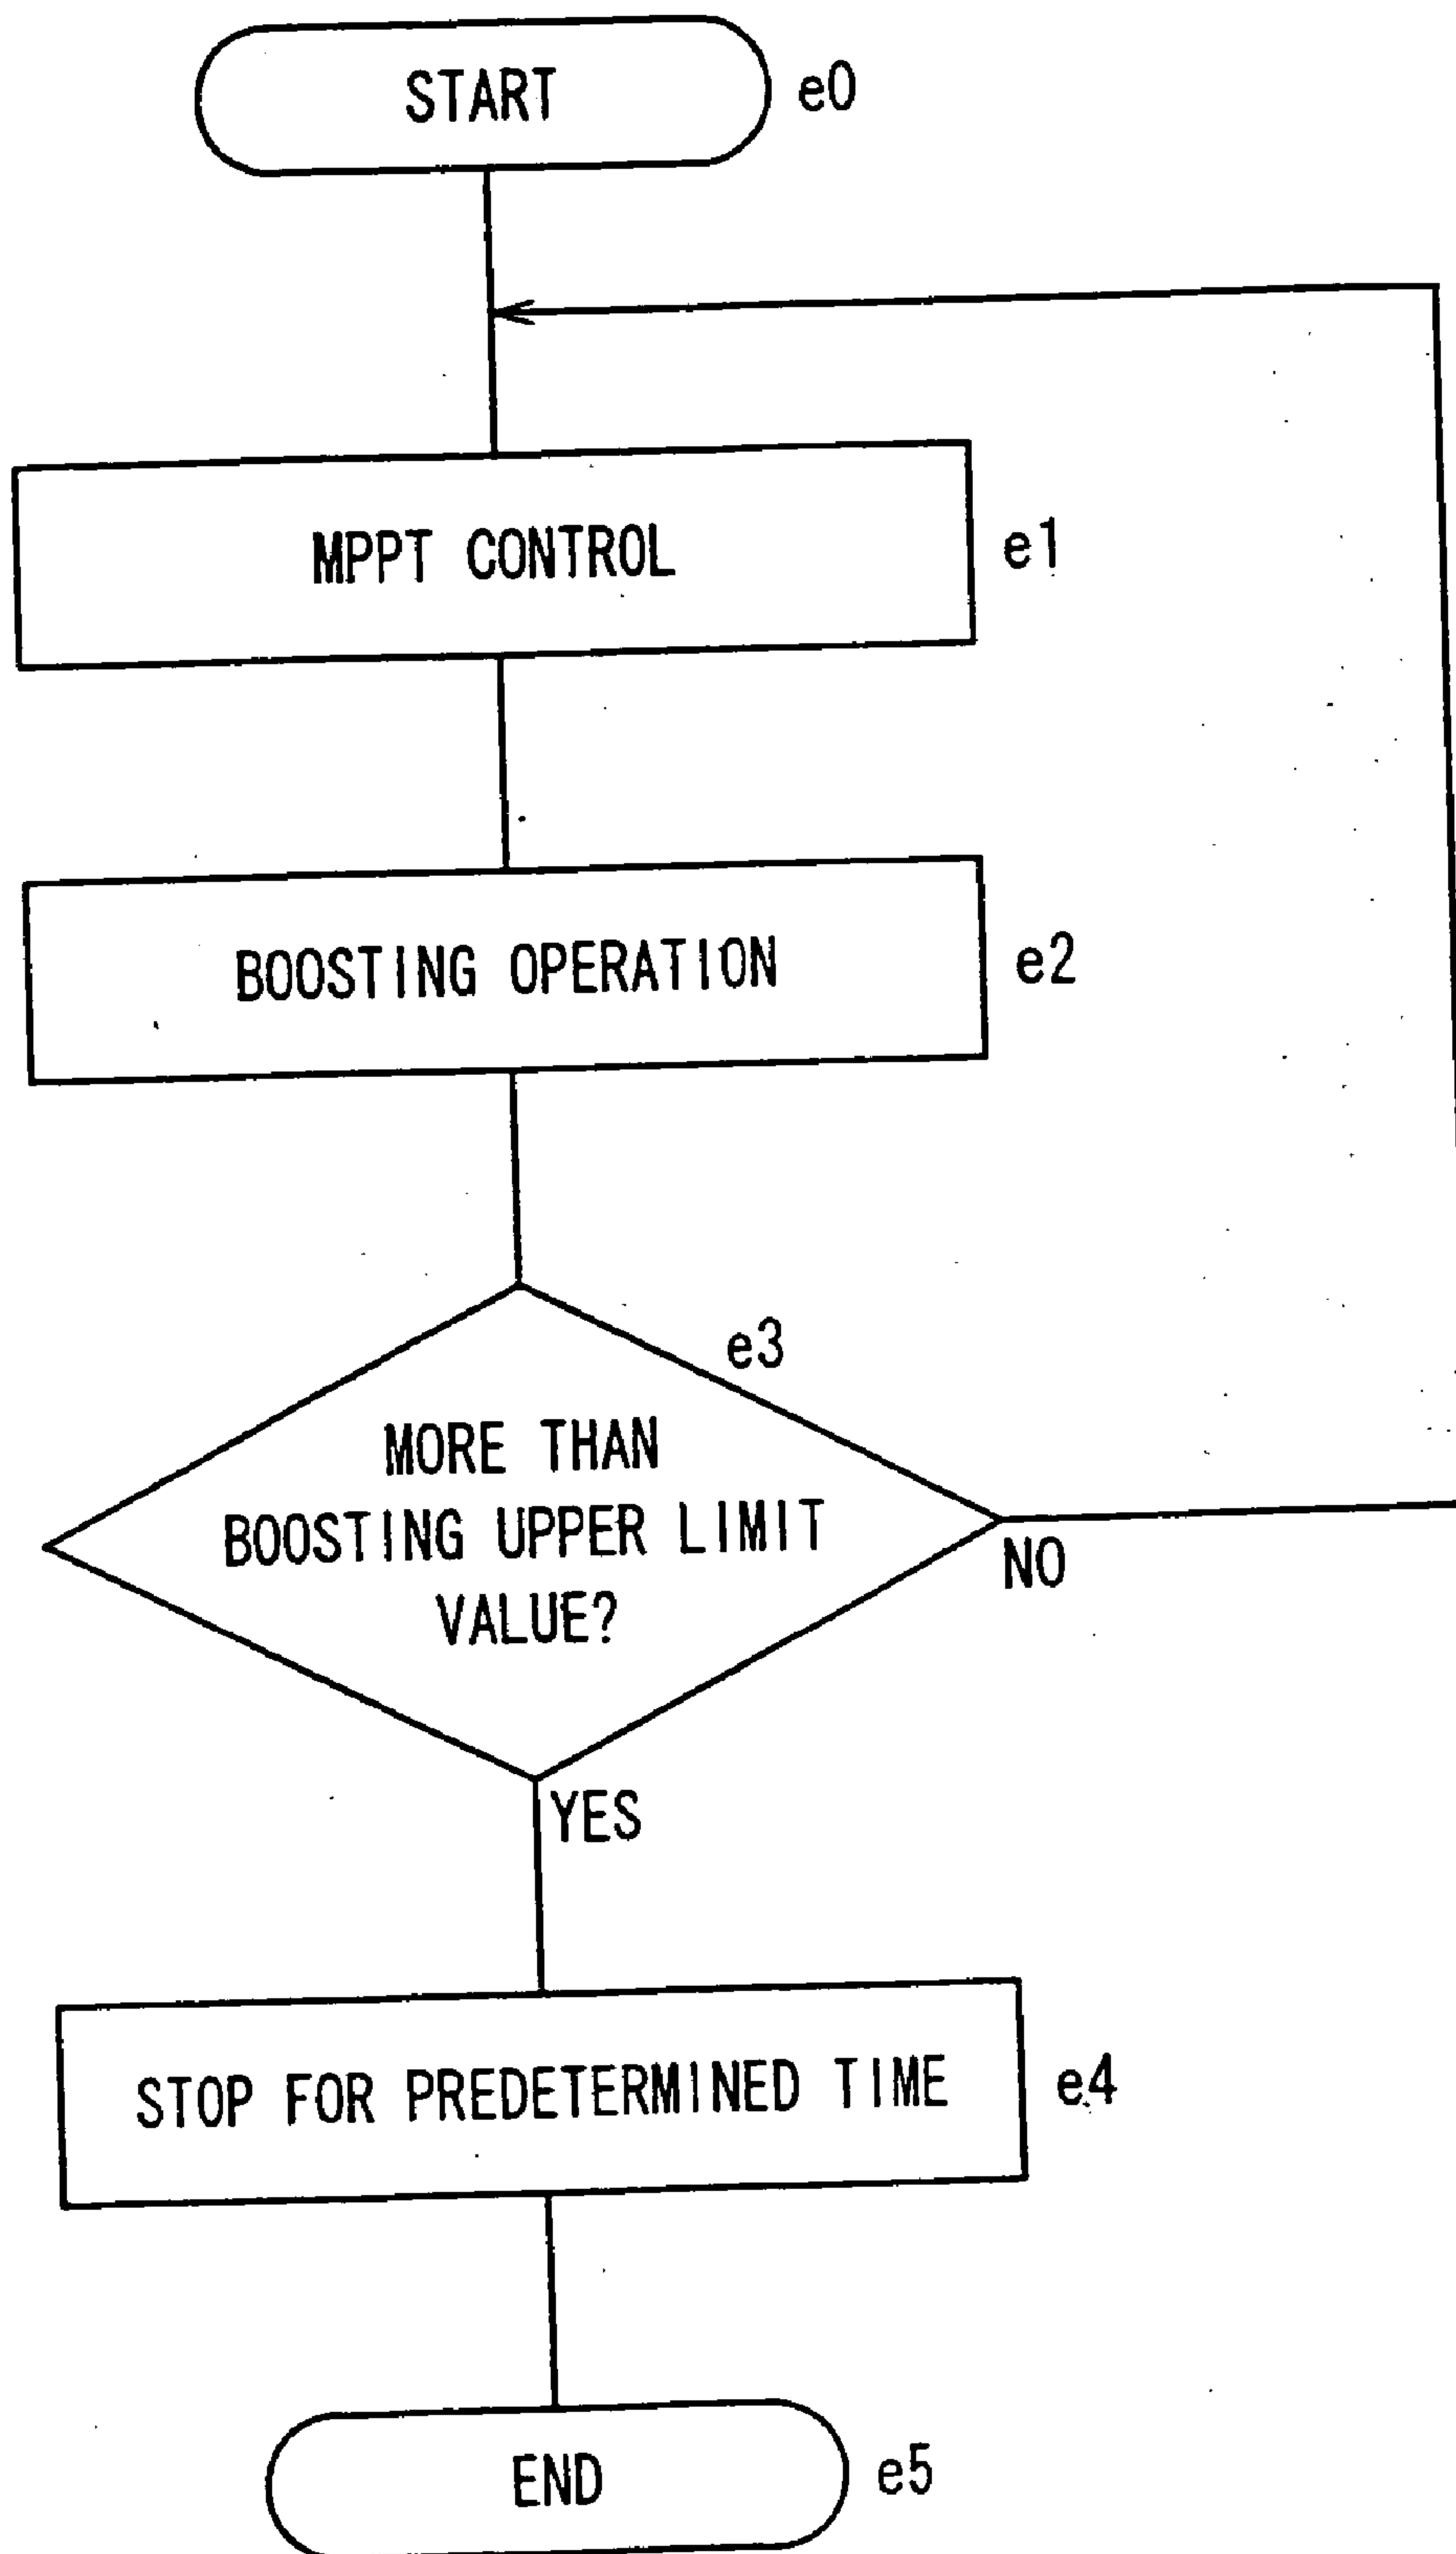 START e0
MPPT CONTROL e1
BOOSTING OPERATION e2
e3
MORE THAN
BOOSTING UPPER LIMIT
VALUE?
NO
YES
STOP FOR PREDETERMINED TIME e4
END e5